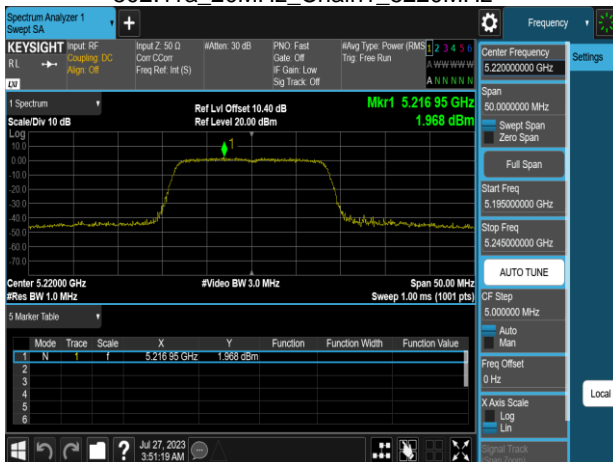 Spectrum Analyzer 1
Swept SA
Frequency
KEYSIGHT
RL
LXI
Input: RF
Coupling: DC
Align: Off
Input Z: 50 Ω
Corr CCorr
Freq Ref: Int (S)
#Atten: 30 dB
PNO: Fast
Gate: Off
IF Gain: Low
Sig Track: Off
#Avg Type: Power (RMS
Trig: Free Run
1 2 3 4 5 6
A W W W W W
A N N N N N
1 Spectrum
Scale/Div 10 dB
Ref Lvl Offset 10.40 dB
Ref Level 20.00 dBm
Mkr1 5.216 95 GHz
1.968 dBm
Log
10.0
0.00
-10.0
-20.0
-30.0
-40.0
-50.0
-60.0
-70.0
1
Center 5.22000 GHz
#Res BW 1.0 MHz
#Video BW 3.0 MHz
Span 50.00 MHz
Sweep 1.00 ms (1001 pts)
5 Marker Table
Mode Trace Scale X Y Function Function Width Function Value
1 N 1 f 5.216 95 GHz 1.968 dBm
2
3
4
5
6
Jul 27, 2023
3:51:19 AM
Center Frequency
5.22000000 GHz
Settings
Span
50.0000000 MHz
Swept Span
Zero Span
Full Span
Start Freq
5.195000000 GHz
Stop Freq
5.245000000 GHz
AUTO TUNE
CF Step
5.000000 MHz
Auto
Man
Freq Offset
0 Hz
X Axis Scale
Log
Lin
Local
Signal Track
(Span Zoom)